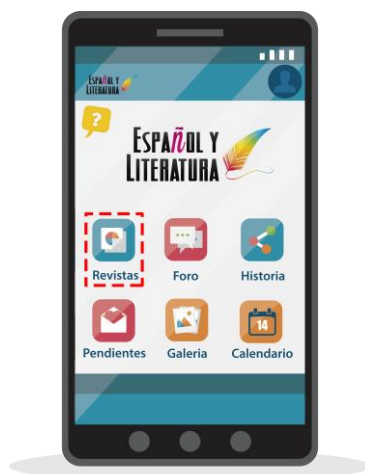 Español y
Literatura
?
Español y
Literatura
Revistas Foro Historia
14
Pendientes Galeria Calendario